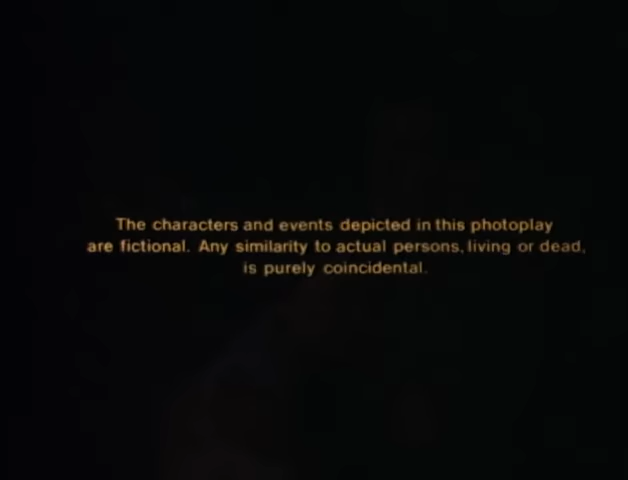 The characters and events depicted in this photoplay
are fictional. Any similarity to actual persons, living or dead,
is purely coincidental.